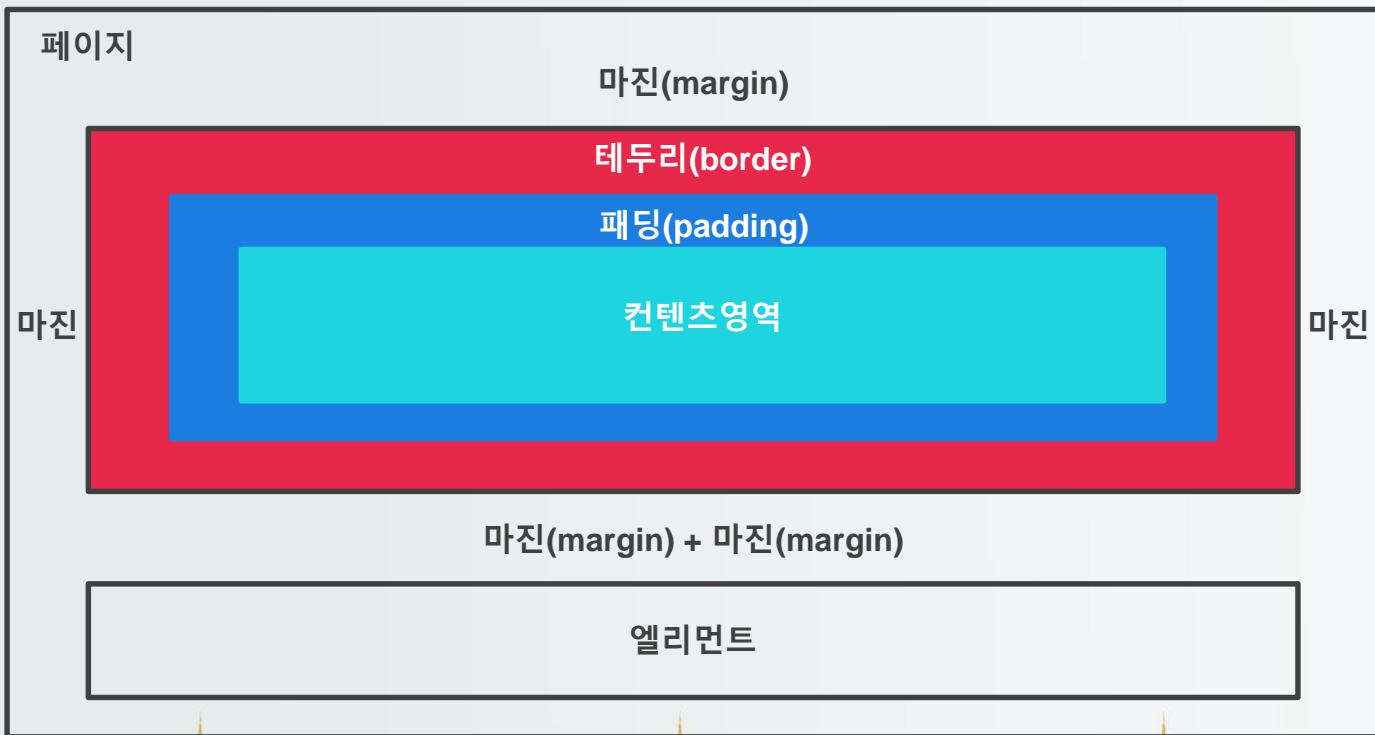 페이지
마진(margin)
테두리(border)
패딩(padding)
컨텐츠영역
마진
마진
마진(margin) + 마진(margin)
엘리먼트